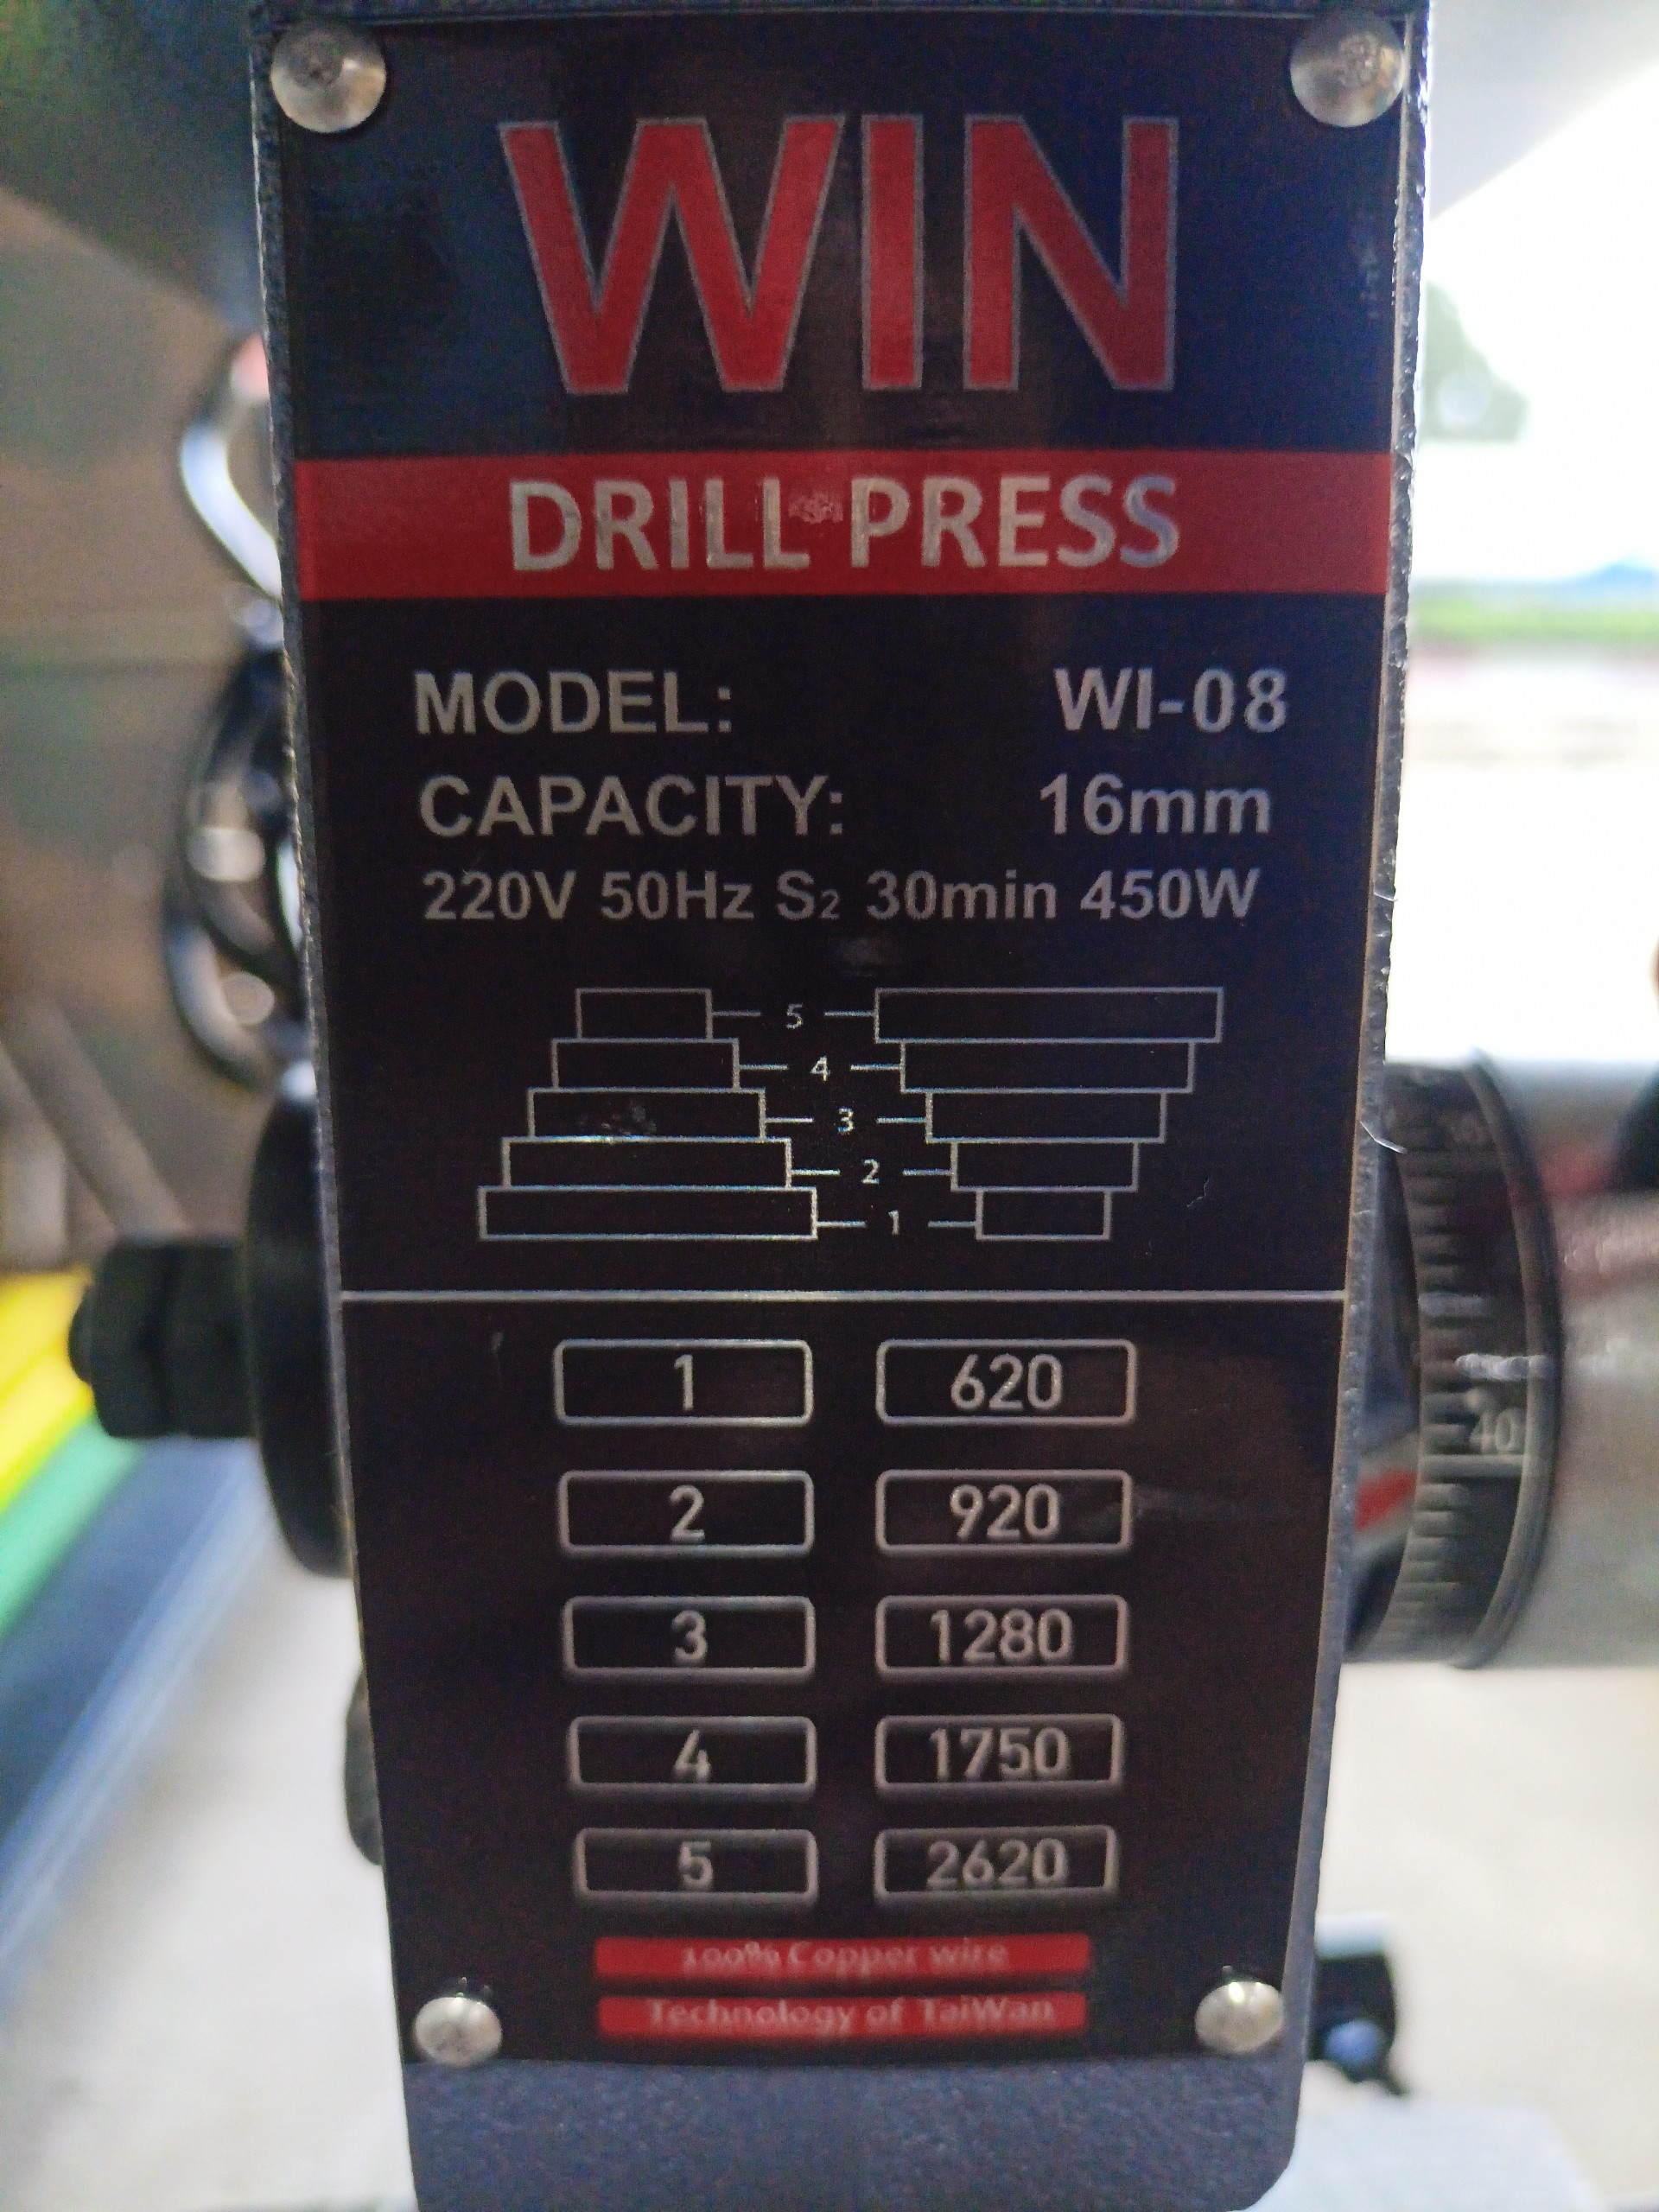 WIN
DRILL PRESS
MODEL: WI-08
CAPACITY: 16mm
220V 50Hz S2 30min 450W
5
4
3
2
1
1 620
2 920
3 1280
4 1750
5 2620
100% Copper wire
Technology of TaiWan
40